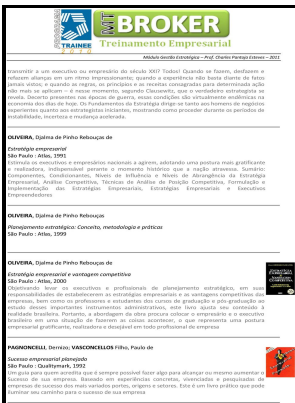 TRAINEE
MIT BROKER
Treinamento Empresarial
Módulo Gestão Estratégica – Prof. Charles Pantoja Esteves – 2011
transmitir a um executivo ou empresário do século XXI? Todos! Quando se fazem, desfazem e
refazem alianças em um ritmo impressionante; quando a experiência não basta diante de fatos
jamais vistos; e quando as regras, os princípios e as receitas consagradas para determinada ação
não mais se aplicam – é nesse momento, segundo Clausewitz, que o verdadeiro estrategista se
revela. Decerto presentes nas épocas de guerra, essas condições são virtualmente endêmicas na
economia dos dias de hoje. Os Fundamentos da Estratégia dirige-se tanto aos homens de negócios
experientes quanto aos estrategistas iniciantes, mostrando como proceder durante os períodos de
instabilidade, incerteza e mudança acelerada.
OLIVEIRA, Djalma de Pinho Rebouças de
Estratégia empresarial
São Paulo : Atlas, 1991
Estimula os executivos e empresários nacionais a agirem, adotando uma postura mais gratificante
e realizadora, indispensável perante o momento histórico que a nação atravessa. Sumário:
Componentes, Condicionantes, Níveis de Influência e Níveis de Abrangência da Estratégia
Empresarial, Análise Competitiva, Técnicas de Análise de Posição Competitiva, Formulação e
Implementação das Estratégias Empresariais, Estratégias Empresariais e Executivos
Empreendedores
OLIVEIRA, Djalma de Pinho Rebouças
Planejamento estratégico: Conceito, metodologia e práticas
São Paulo : Atlas, 1999
OLIVEIRA, Djalma de Pinho Rebouças de
Estratégia empresarial e vantagem competitiva
São Paulo : Atlas, 2000
Objetivando levar os executivos e profissionais de planejamento estratégico, em suas
responsabilidades de estabelecerem as estratégias empresariais e as vantagens competitivas das
empresas, bem como os professores e estudantes dos cursos de graduação e pós-graduação ao
estudo desses importantes instrumentos administrativos, este livro ajusta seu conteúdo à
realidade brasileira. Portanto, a abordagem da obra procura colocar o empresário e o executivo
brasileiro em uma situação de fazerem as coisas acontecer, o que representa uma postura
empresarial gratificante, realizadora e desejável em todo profissional de empresa
PAGNONCELLI, Dernizo; VASCONCELLOS Filho, Paulo de
Sucesso empresarial planejado
São Paulo : Qualitymark, 1992
Um guia para quem acredita que é sempre possível fazer algo para alcançar ou mesmo aumentar o
Sucesso de sua empresa. Baseado em experiências concretas, vivenciadas e pesquisadas de
empresas de sucesso dos mais variados portes, origens e setores. Este é um livro prático que pode
iluminar seu caminho para o sucesso de sua empresa